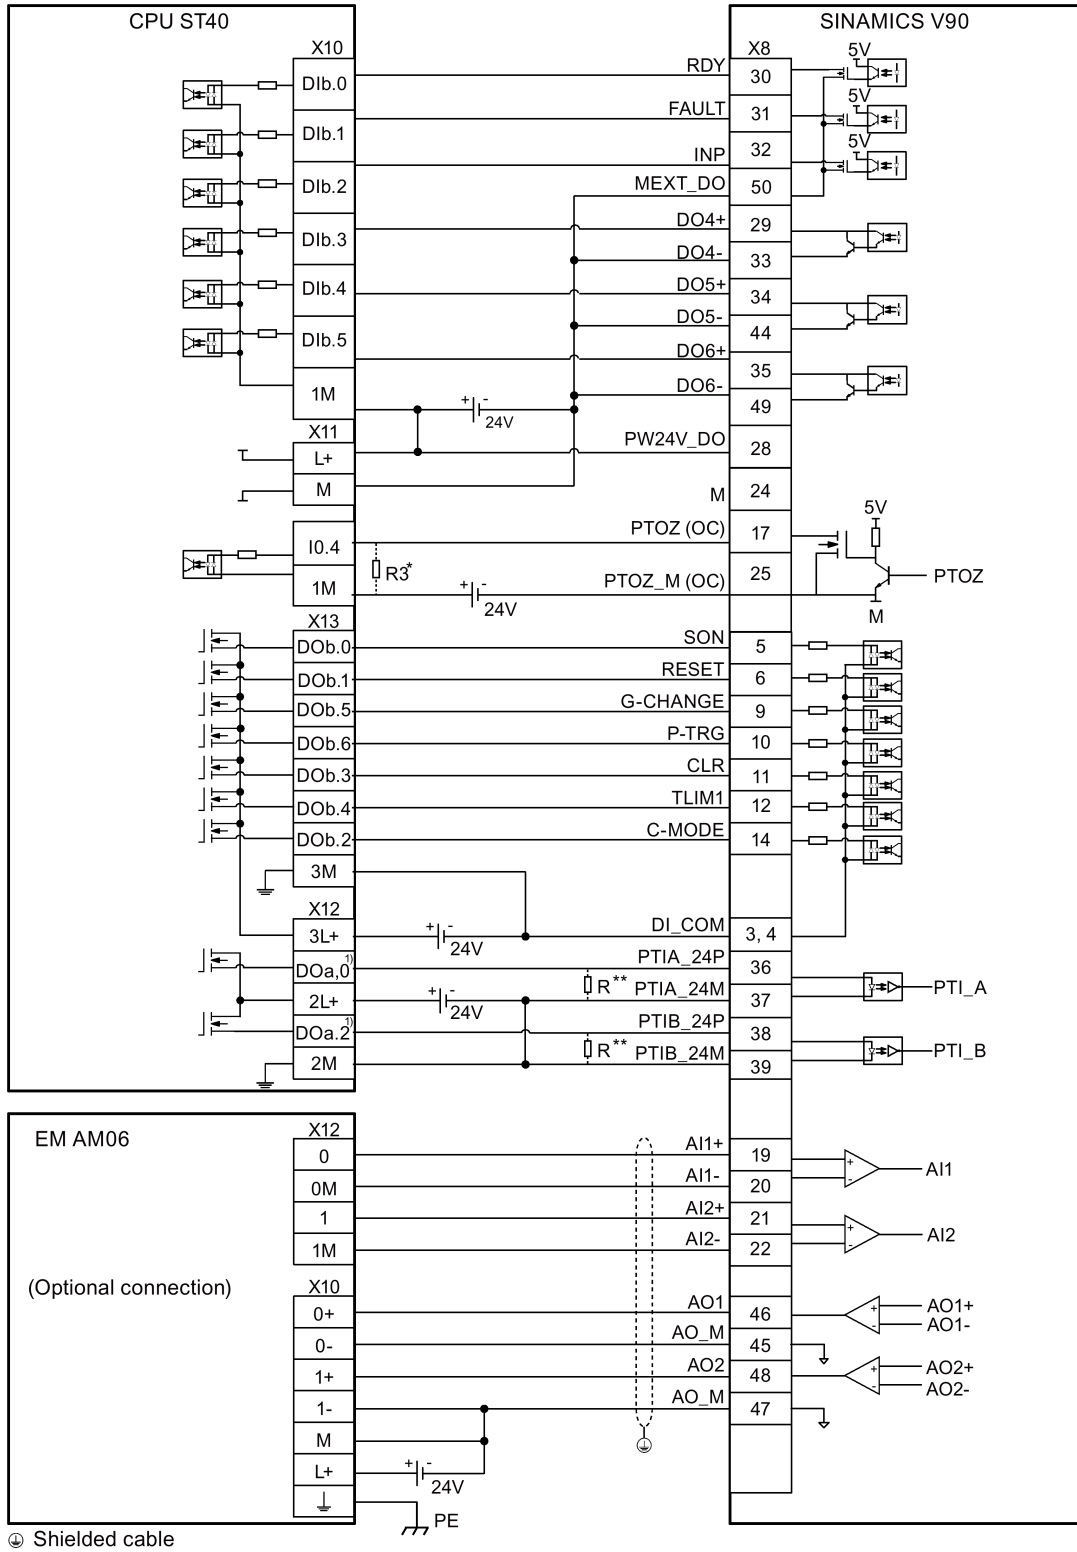 CPU ST40 SINAMICS V90
X10 X8
DIb.0 RDY 30 5V
DIb.1 FAULT 31 5V
INP 32 5V
DIb.2 MEXT_DO 50
DIb.3 DO4+ 29
DO4- 33
DIb.4 DO5+ 34
DIb.5 DO5- 44
DO6+ 35
1M DO6- 49
+ - 24V
X11
L+ PW24V_DO 28
M M 24
5V
I0.4 PTOZ (OC) 17
R3* 25 PTOZ
1M + - 24V PTOZ_M (OC) M
X13
DOb.0 SON 5
DOb.1 RESET 6
DOb.5 G-CHANGE 9
DOb.6 P-TRG 10
DOb.3 CLR 11
DOb.4 TLIM1 12
DOb.2 C-MODE 14
3M
X12
3L+ + - 24V DI_COM 3, 4
DOa,0 1) PTIA_24P 36
2L+ + - 24V R** PTIA_24M 37 PTI_A
DOa.2 1) PTIB_24P 38
2M R** PTIB_24M 39 PTI_B
EM AM06
X12
0 AI1+ 19 + - AI1
0M AI1- 20
1 AI2+ 21 + - AI2
1M AI2- 22
(Optional connection)
X10
0+ AO1 46 + - AO1+
AO1-
0- AO_M 45
1+ AO2 48 + - AO2+
AO2-
1- AO_M 47
M
L+ + - 24V
PE
Shielded cable